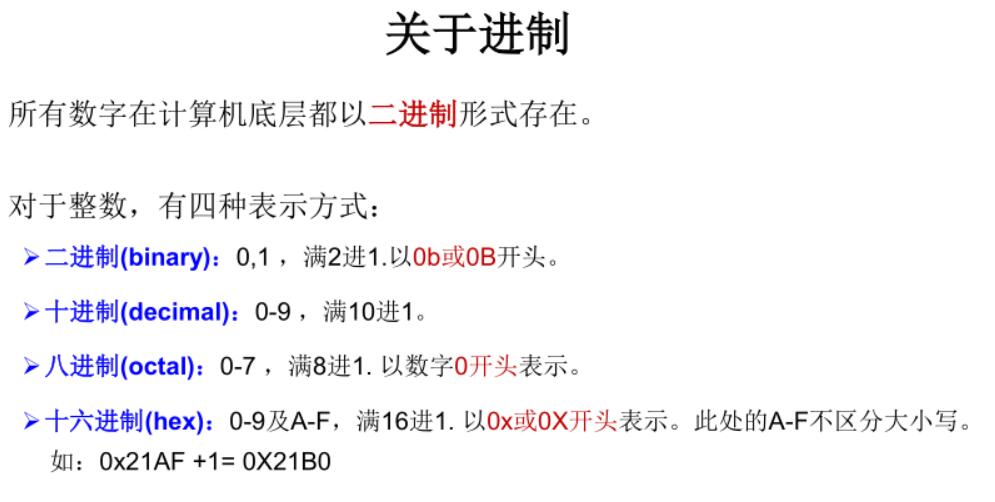 关于进制
所有数字在计算机底层都以二进制形式存在。
对于整数，有四种表示方式：
➢二进制(binary)：0,1 ，满2进1.以0b或0B开头。
➢十进制(decimal)：0-9 ，满10进1。
➢八进制(octal)：0-7 ，满8进1. 以数字0开头表示。
➢十六进制(hex)：0-9及A-F，满16进1. 以0x或0X开头表示。此处的A-F不区分大小写。
如：0x21AF +1= 0X21B0